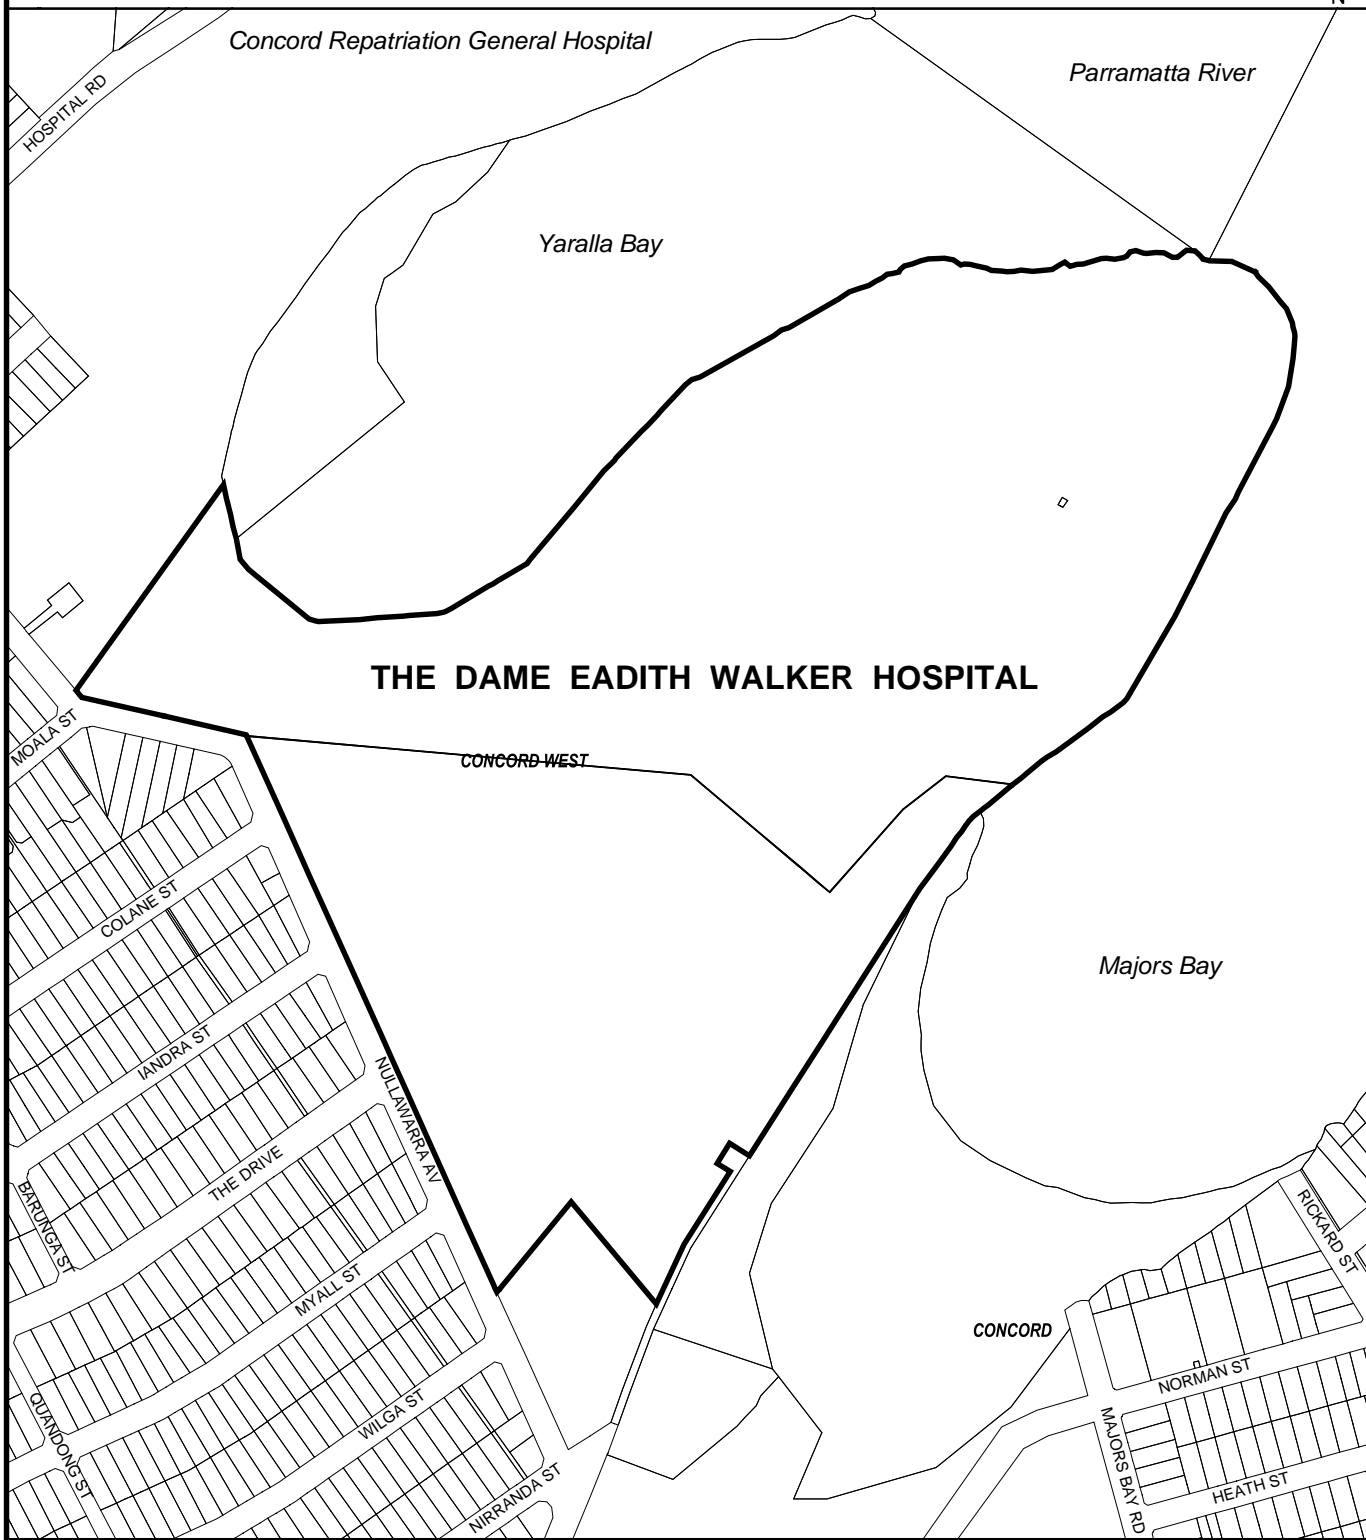 Concord Repatriation General Hospital
Parramatta River
HOSPITAL RD
Yaralla Bay
THE DAME EADITH WALKER HOSPITAL
MOALA ST
CONCORD WEST
COLANE ST
Majors Bay
IANDRA ST
NULLAWARRA AV
THE DRIVE
BARUNGA ST
RICKARD ST
MYALL ST
CONCORD
NORMAN ST
WILGA ST
QUANDONG ST
MAJORS BAY RD
HEATH ST
NIRRANDA ST